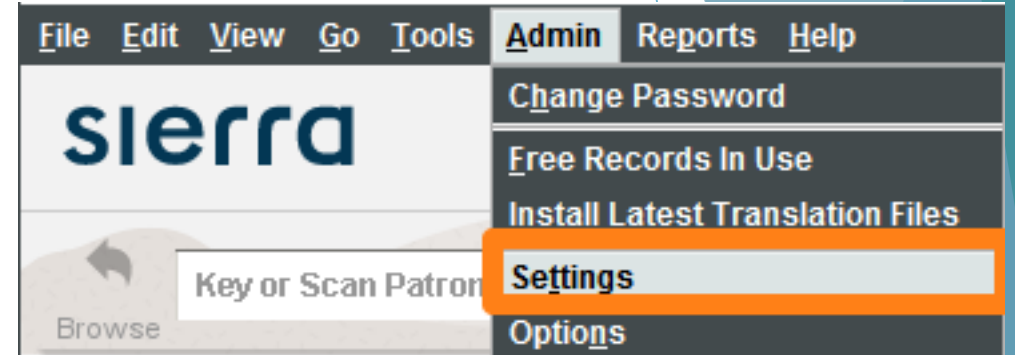 File Edit View Go Tools Admin Reports Help
sierra
Change Password
Free Records In Use
Install Latest Translation Files
Settings
Options
Key or Scan Patron
Browse